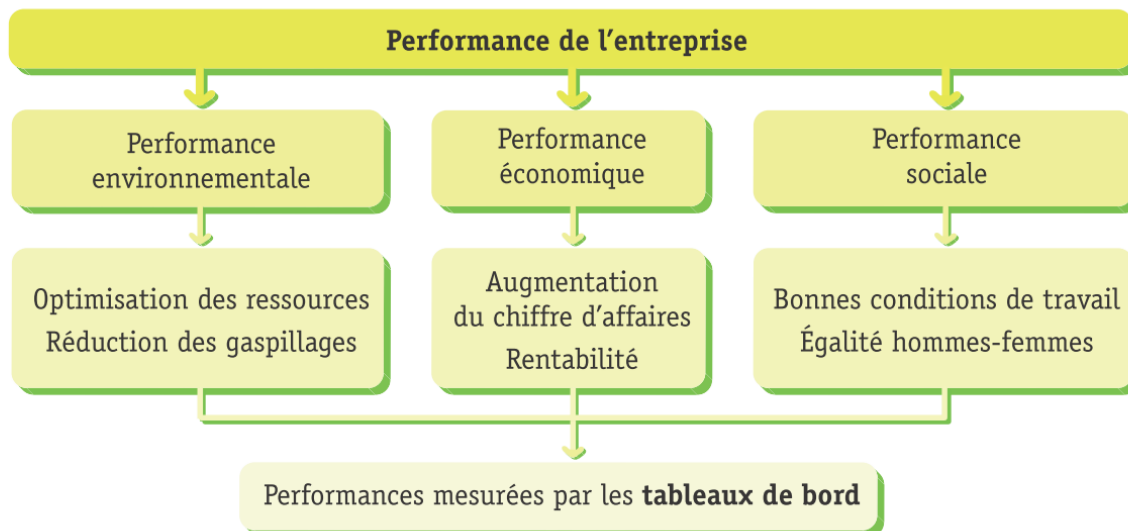 Performance de l'entreprise
Performance
environnementale
Performance
économique
Performance
sociale
Optimisation des ressources
Réduction des gaspillages
Augmentation
du chiffre d'affaires
Rentabilité
Bonnes conditions de travail
Égalité hommes-femmes
Performances mesurées par les tableaux de bord